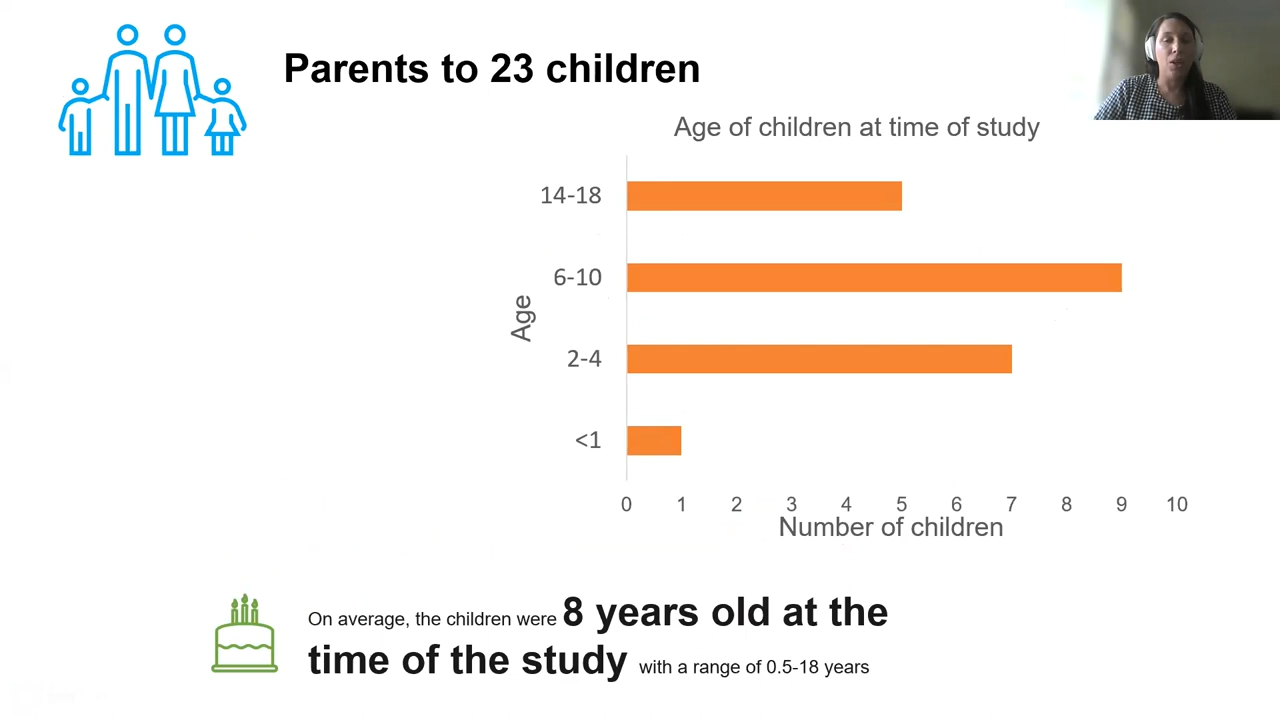 Parents to 23 children
Age of children at time of study
14-18
6-10
2-4
<1
Age
0 1 2 3 4 5 6 7 8 9 10
Number of children
On average, the children were 8 years old at the
time of the study with a range of 0.5-18 years